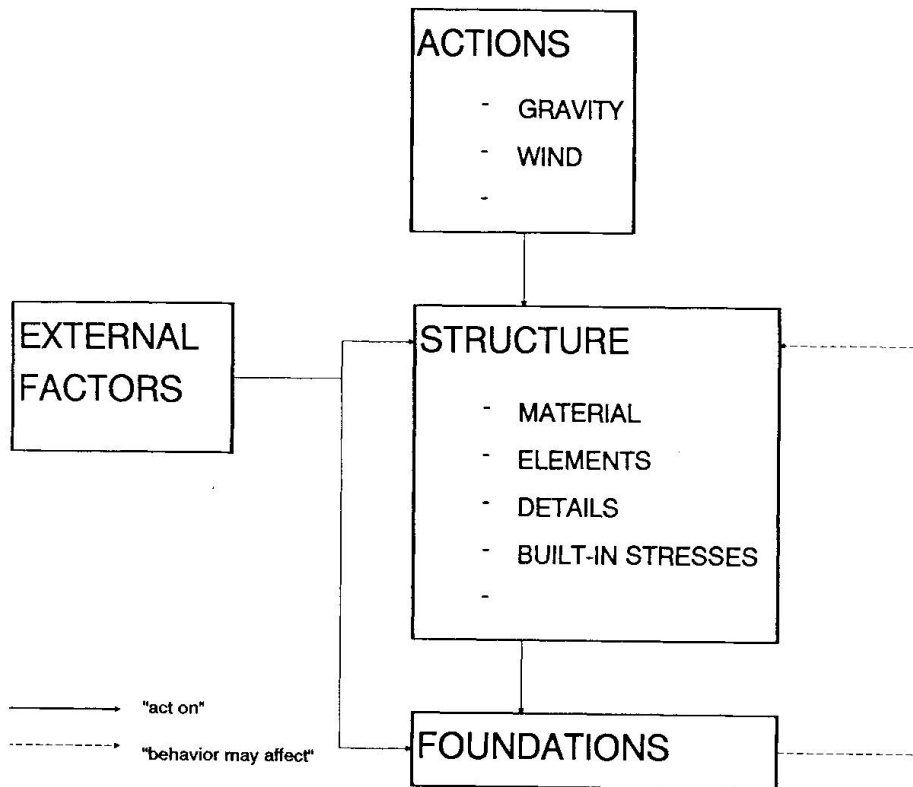 ACTIONS
- GRAVITY
- WIND
-
EXTERNAL
FACTORS
STRUCTURE
- MATERIAL
- ELEMENTS
- DETAILS
- BUILT-IN STRESSES
-
"act on"
"behavior may affect"
FOUNDATIONS